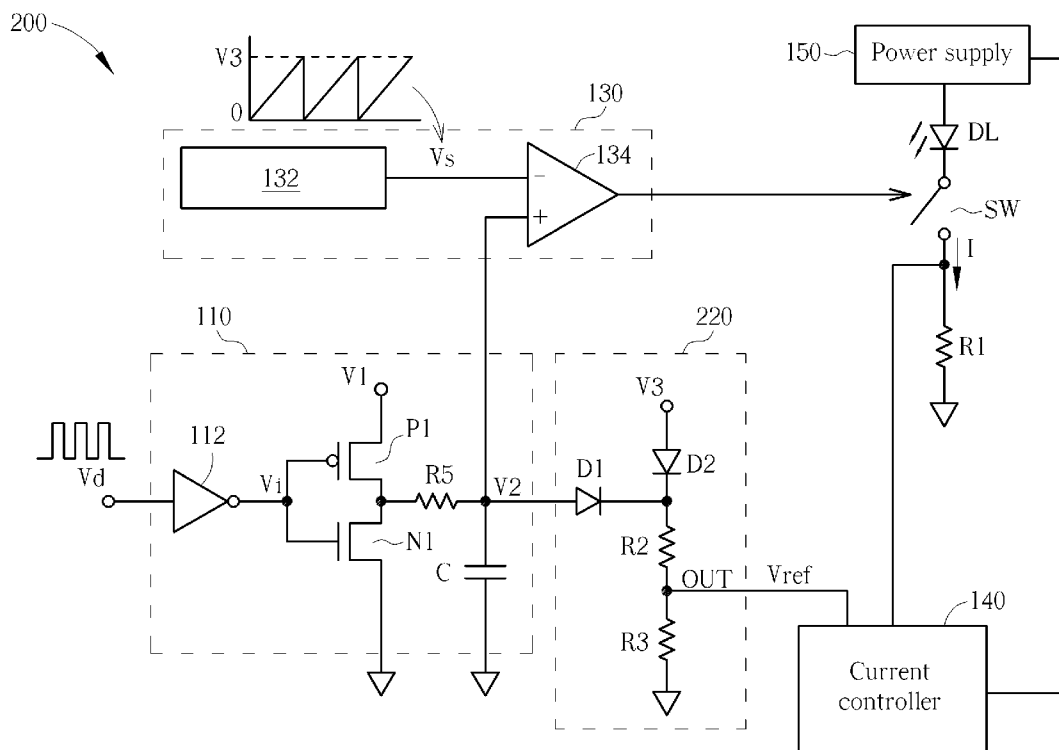 200
V3
0
Vs
130
132
134
−
+
150
Power supply
DL
SW
I
R1
110
220
V1
V3
112
P1
D2
D1
Vd
Vi
R5
V2
N1
R2
C
OUT
Vref
140
R3
Current
controller